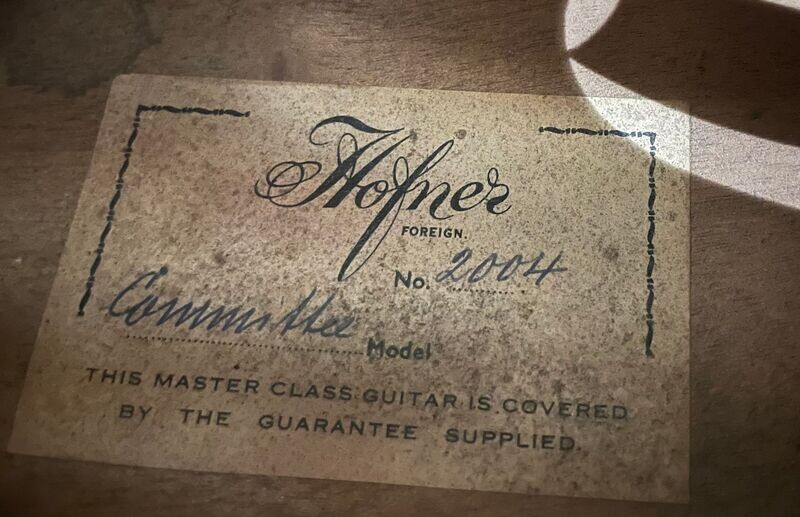 Hofner
FOREIGN.
No. 2004
Committee Model
THIS MASTER CLASS GUITAR IS COVERED
BY THE GUARANTEE SUPPLIED.